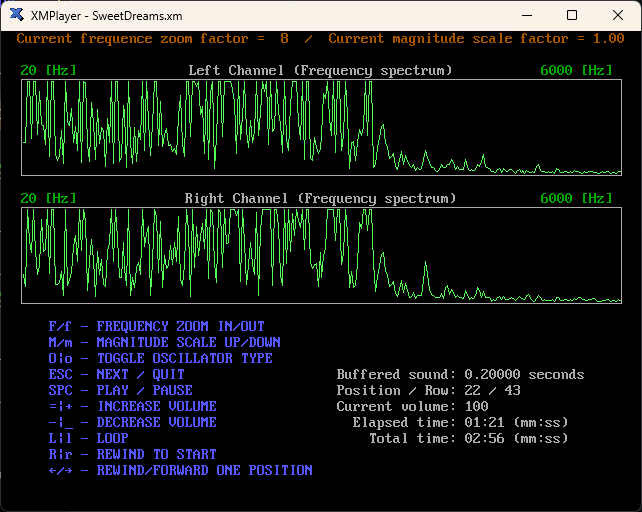 XMPlayer - SweetDreams.xm
Current frequence zoom factor =  8  /  Current magnitude scale factor = 1.00
20 [Hz] Left Channel (Frequency spectrum) 6000 [Hz]
20 [Hz] Right Channel (Frequency spectrum) 6000 [Hz]
F/f - FREQUENCY ZOOM IN/OUT
M/m - MAGNITUDE SCALE UP/DOWN
O¦o - TOGGLE OSCILLATOR TYPE
ESC - NEXT / QUIT Buffered sound: 0.20000 seconds
SPC - PLAY / PAUSE Position / Row: 22 / 43
=¦+ - INCREASE VOLUME Current volume: 100
-¦_ - DECREASE VOLUME Elapsed time: 01:21 (mm:ss)
L¦l - LOOP Total time: 02:56 (mm:ss)
R¦r - REWIND TO START
←/→ - REWIND/FORWARD ONE POSITION